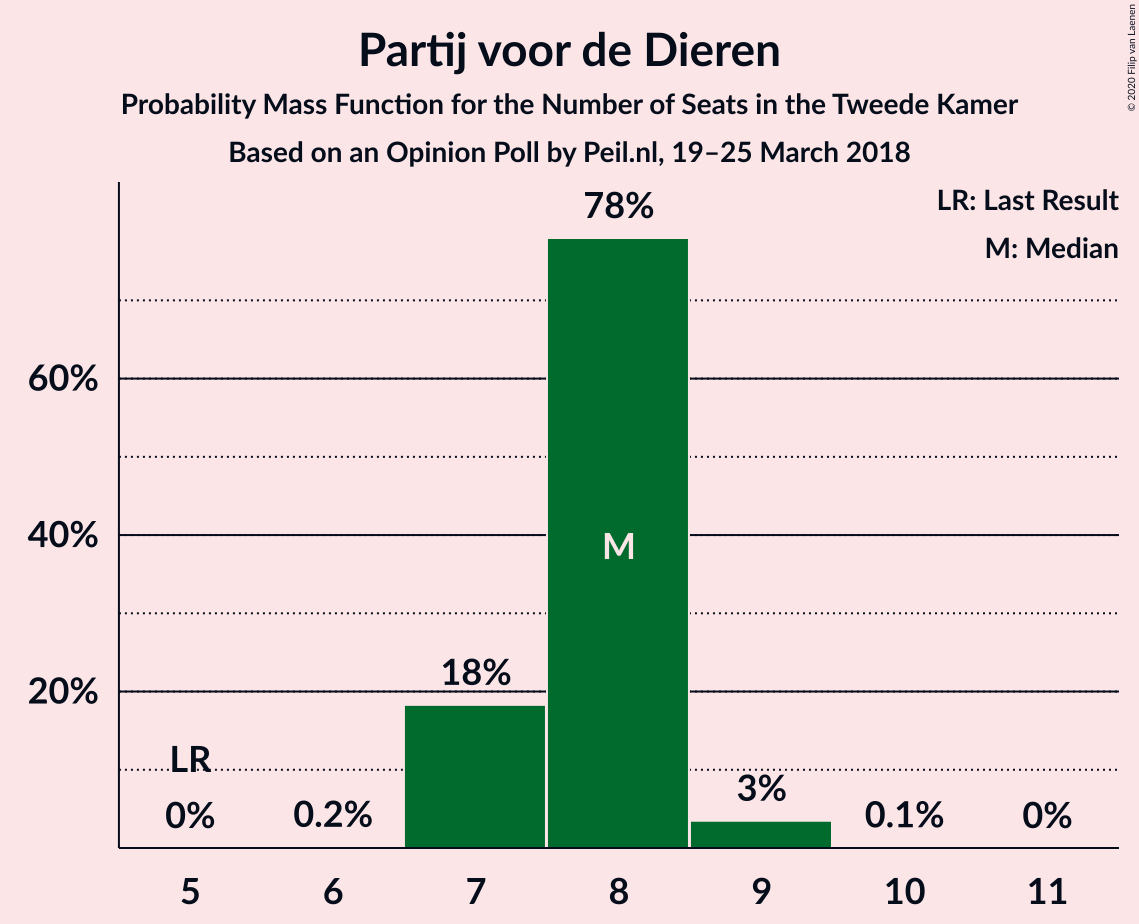 Partij voor de Dieren
Probability Mass Function for the Number of Seats in the Tweede Kamer
Based on an Opinion Poll by Peil.nl, 19–25 March 2018
© 2020 Filip van Laenen
LR: Last Result
M: Median
78%
60%
40%
M
18%
20%
LR
0%
0.2%
3%
0.1%
0%
5 6 7 8 9 10 11